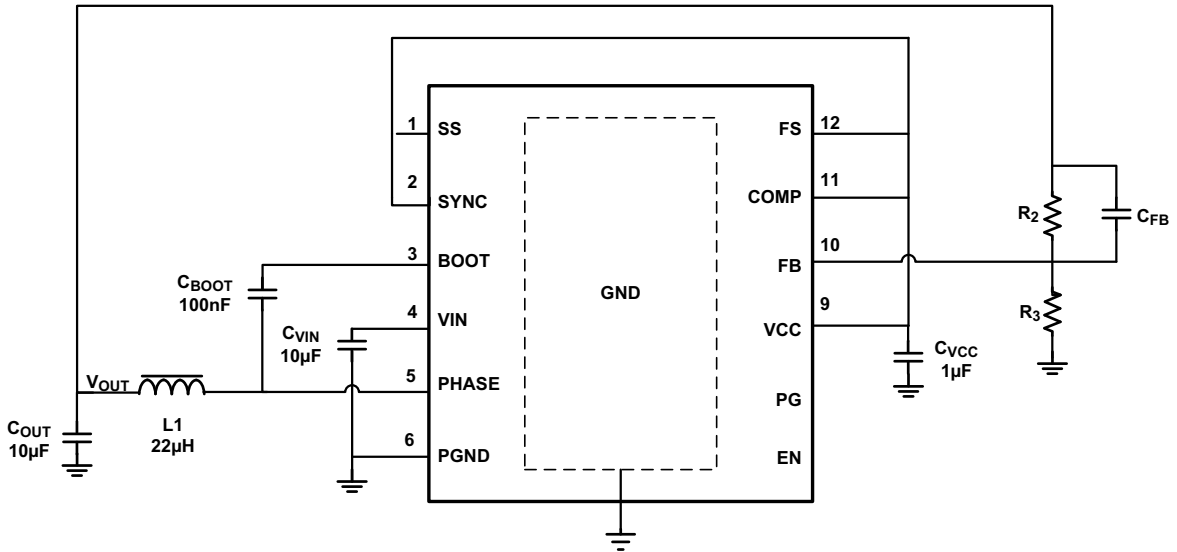 1
SS
2
SYNC
3
BOOT
4
VIN
5
PHASE
6
PGND
GND
12
FS
11
COMP
10
FB
9
VCC
PG
EN
CBOOT
100nF
CVIN
10µF
VOUT
L1
22µH
COUT
10µF
CVCC
1µF
R2
CFB
R3